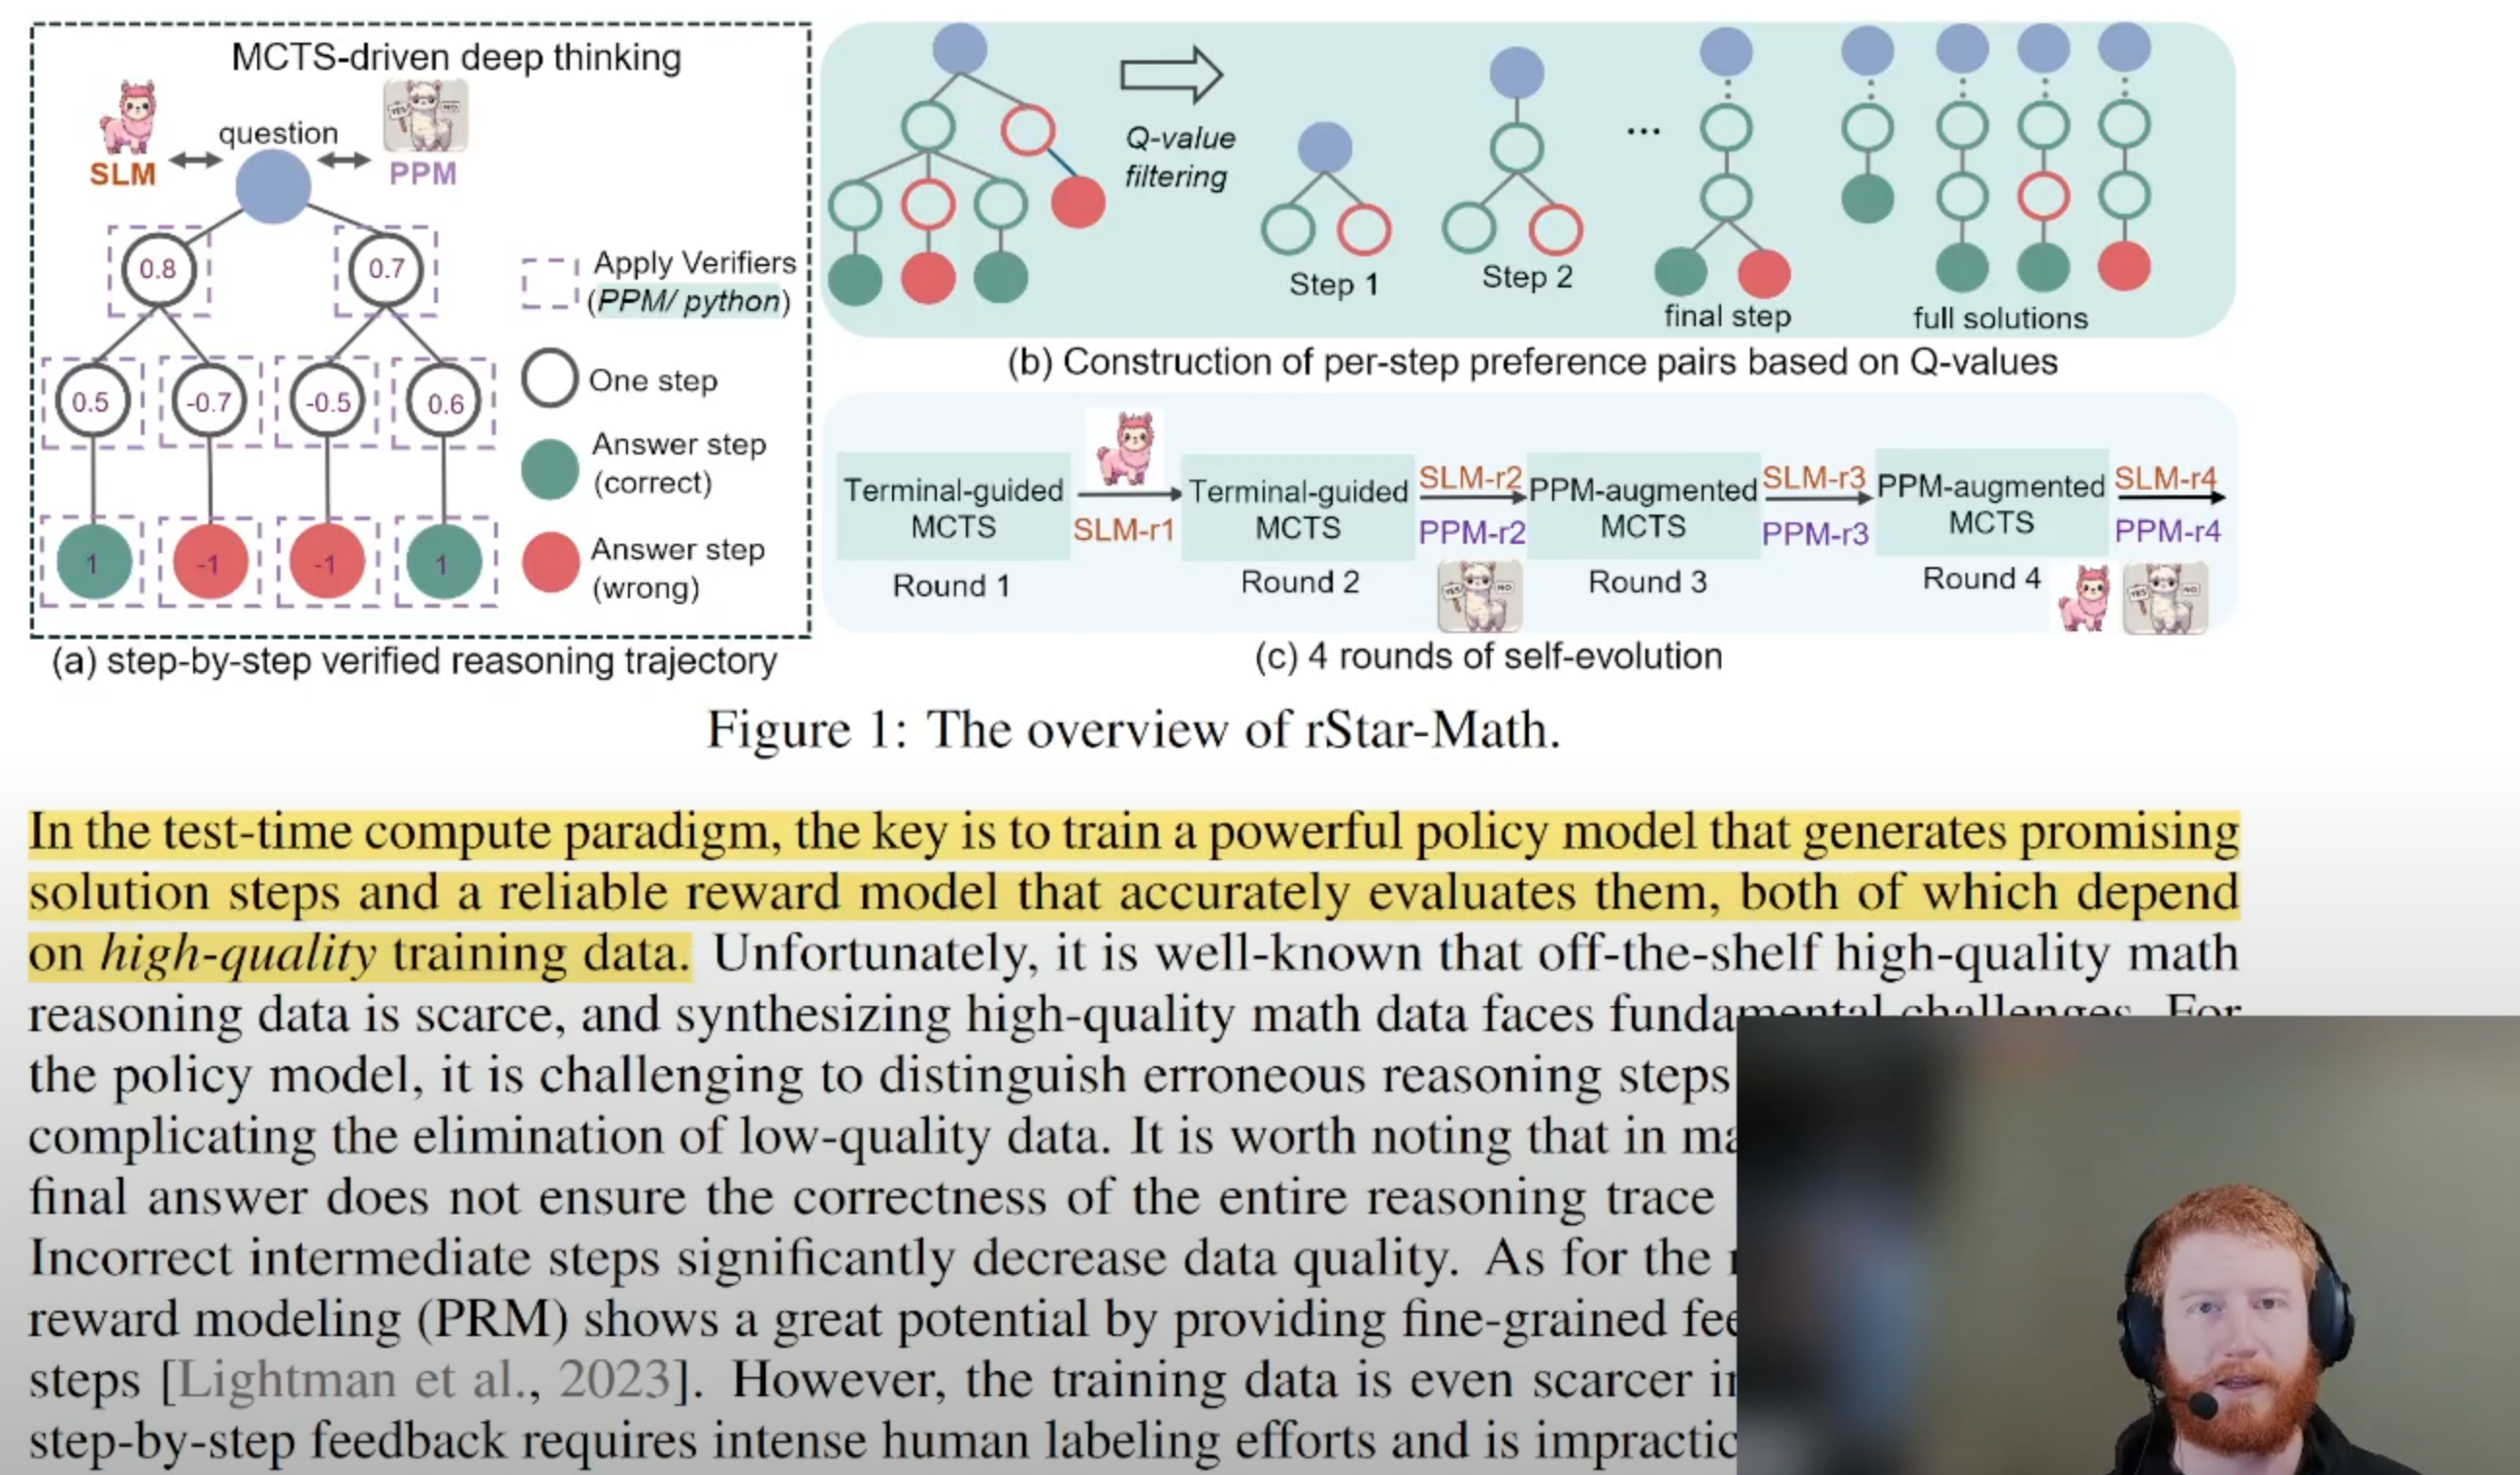 MCTS-driven deep thinking
question
SLM
PPM
0.8
0.7
Apply Verifiers
(PPM/ python)
0.5
-0.7
-0.5
0.6
One step
Answer step
(correct)
1
-1
-1
1
Answer step
(wrong)
(a) step-by-step verified reasoning trajectory
Q-value
filtering
...
Step 1
Step 2
final step
full solutions
(b) Construction of per-step preference pairs based on Q-values
Terminal-guided
MCTS
Round 1
SLM-r1
Terminal-guided
MCTS
Round 2
SLM-r2
PPM-r2
YES
NO
PPM-augmented
MCTS
Round 3
SLM-r3
PPM-r3
PPM-augmented
MCTS
Round 4
SLM-r4
PPM-r4
YES
NO
(c) 4 rounds of self-evolution
Figure 1: The overview of rStar-Math.
In the test-time compute paradigm, the key is to train a powerful policy model that generates promising
solution steps and a reliable reward model that accurately evaluates them, both of which depend
on high-quality training data. Unfortunately, it is well-known that off-the-shelf high-quality math
reasoning data is scarce, and synthesizing high-quality math data faces fundamental challenges. For
the policy model, it is challenging to distinguish erroneous reasoning steps
complicating the elimination of low-quality data. It is worth noting that in ma
final answer does not ensure the correctness of the entire reasoning trace
Incorrect intermediate steps significantly decrease data quality. As for the
reward modeling (PRM) shows a great potential by providing fine-grained fee
steps [Lightman et al., 2023]. However, the training data is even scarcer in
step-by-step feedback requires intense human labeling efforts and is impractic